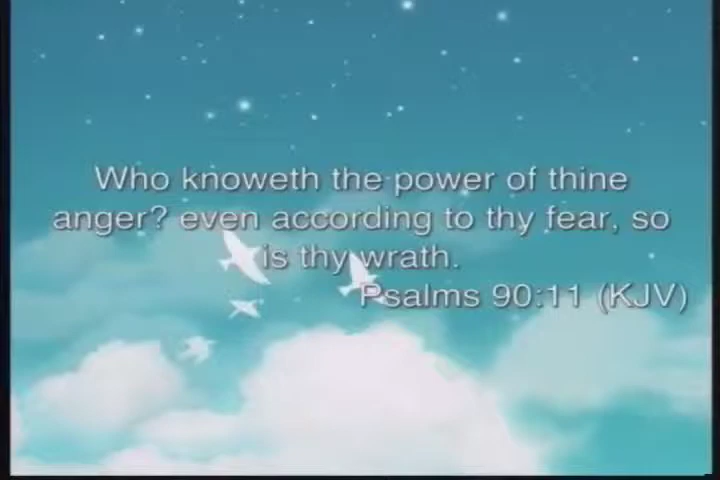 Who knoweth the power of thine
anger? even according to thy fear, so
is thy wrath.
Psalms 90:11 (KJV)